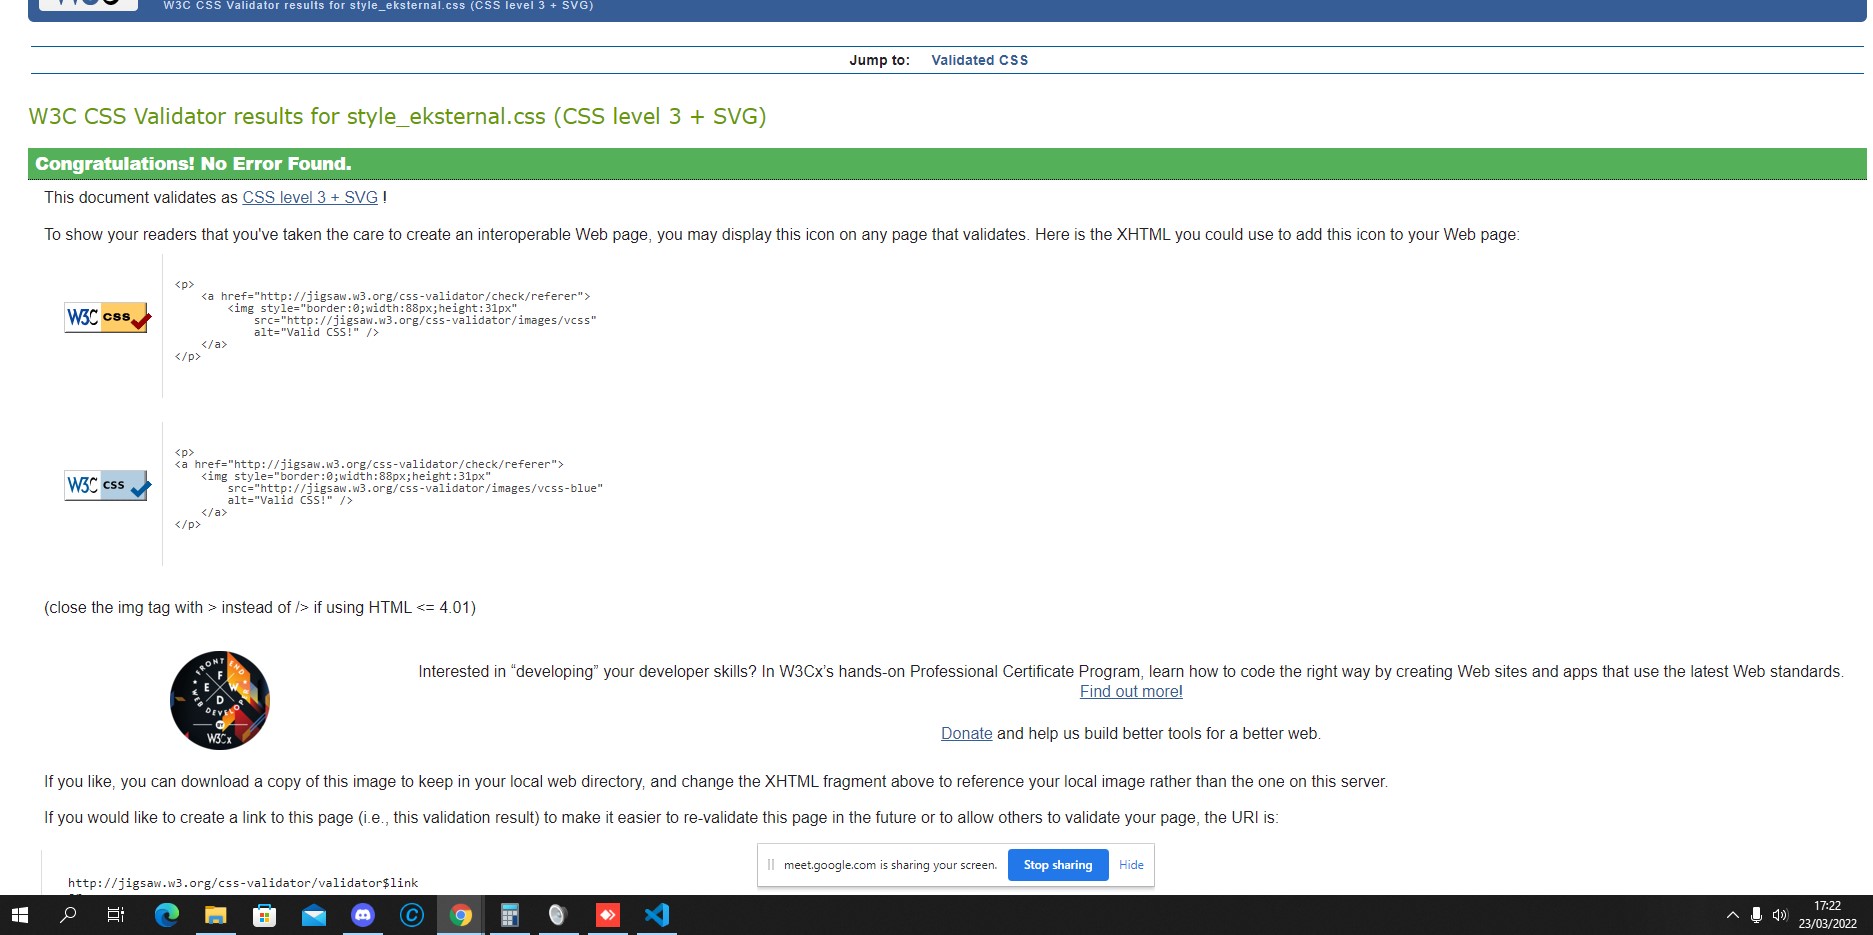 W3C CSS Validator results for style_eksternal.css (CSS level 3 + SVG)
Jump to: Validated CSS
W3C CSS Validator results for style_eksternal.css (CSS level 3 + SVG)
Congratulations! No Error Found.
This document validates as CSS level 3 + SVG !
To show your readers that you've taken the care to create an interoperable Web page, you may display this icon on any page that validates. Here is the XHTML you could use to add this icon to your Web page:
W3C css
<p>
<a href="http://jigsaw.w3.org/css-validator/check/referer">
<img style="border:0;width:88px;height:31px"
src="http://jigsaw.w3.org/css-validator/images/vcss"
alt="Valid CSS!" />
</a>
</p>
W3C css
<p>
<a href="http://jigsaw.w3.org/css-validator/check/referer">
<img style="border:0;width:88px;height:31px"
src="http://jigsaw.w3.org/css-validator/images/vcss-blue"
alt="Valid CSS!" />
</a>
</p>
(close the img tag with > instead of /> if using HTML <= 4.01)
FRONT END
F
E W
D
WEB DEVELOPER
BY
W3Cx
Interested in “developing” your developer skills? In W3Cx’s hands-on Professional Certificate Program, learn how to code the right way by creating Web sites and apps that use the latest Web standards.
Find out more!
Donate and help us build better tools for a better web.
If you like, you can download a copy of this image to keep in your local web directory, and change the XHTML fragment above to reference your local image rather than the one on this server.
If you would like to create a link to this page (i.e., this validation result) to make it easier to re-validate this page in the future or to allow others to validate your page, the URI is:
meet.google.com is sharing your screen. Stop sharing Hide
http://jigsaw.w3.org/css-validator/validator$link
17:22
23/03/2022